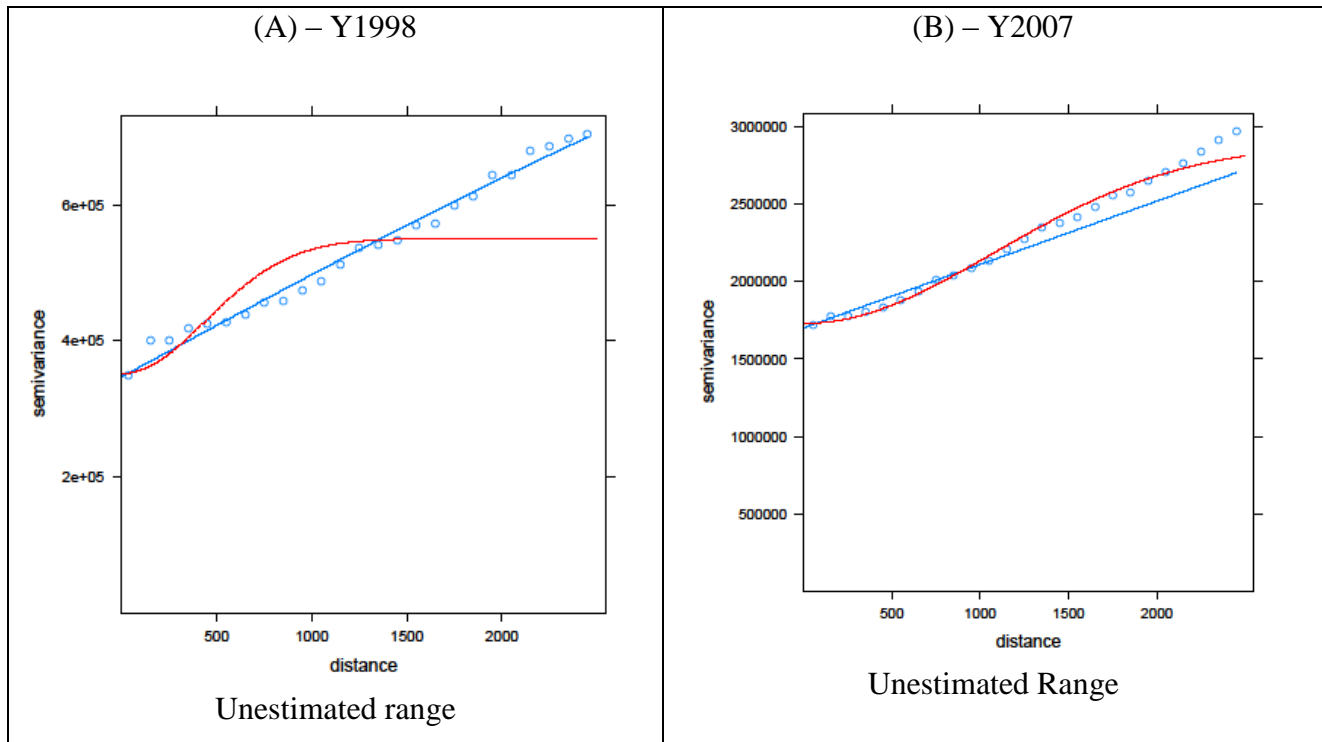 (A) – Y1998
6e+05
4e+05
2e+05
semivariance
500 1000 1500 2000
distance
Unestimated range
(B) – Y2007
3000000
2500000
2000000
1500000
1000000
500000
semivariance
500 1000 1500 2000
distance
Unestimated Range